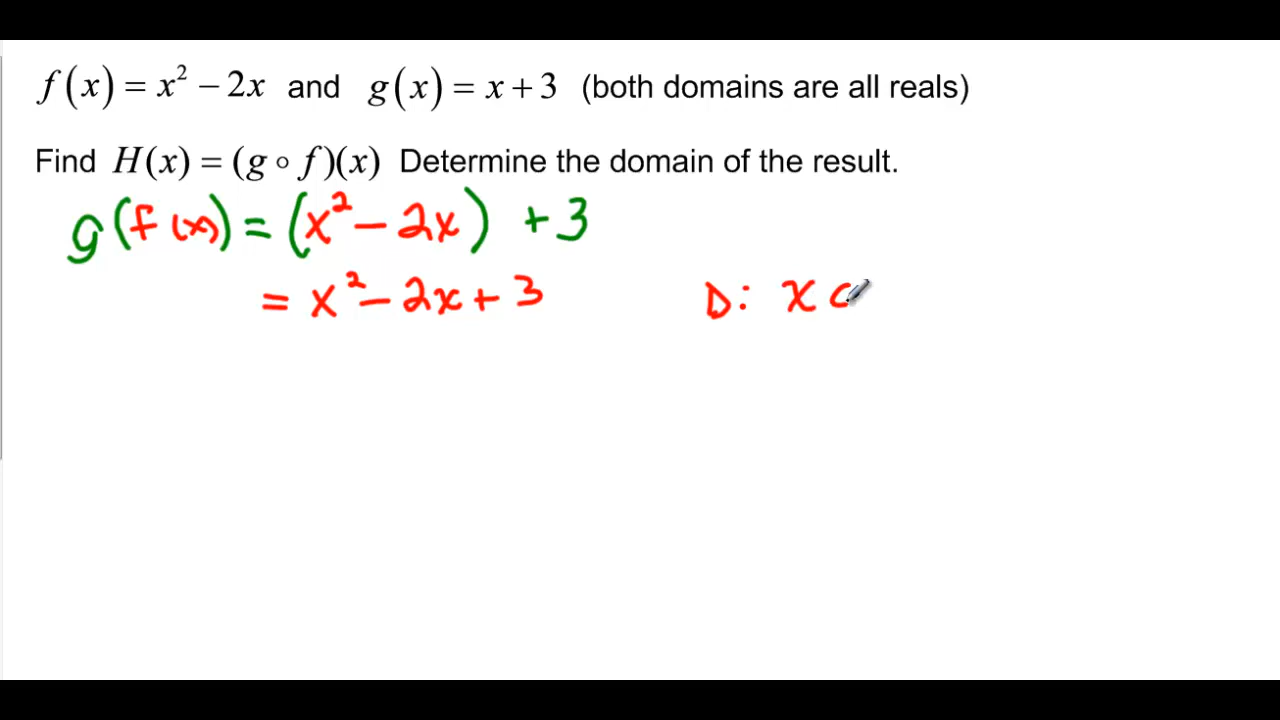 f(x) = x² − 2x and g(x) = x + 3 (both domains are all reals)
Find H(x) = (g ∘ f)(x) Determine the domain of the result.
g(f(x) = (x² − 2x) + 3
= x² − 2x + 3 D: x